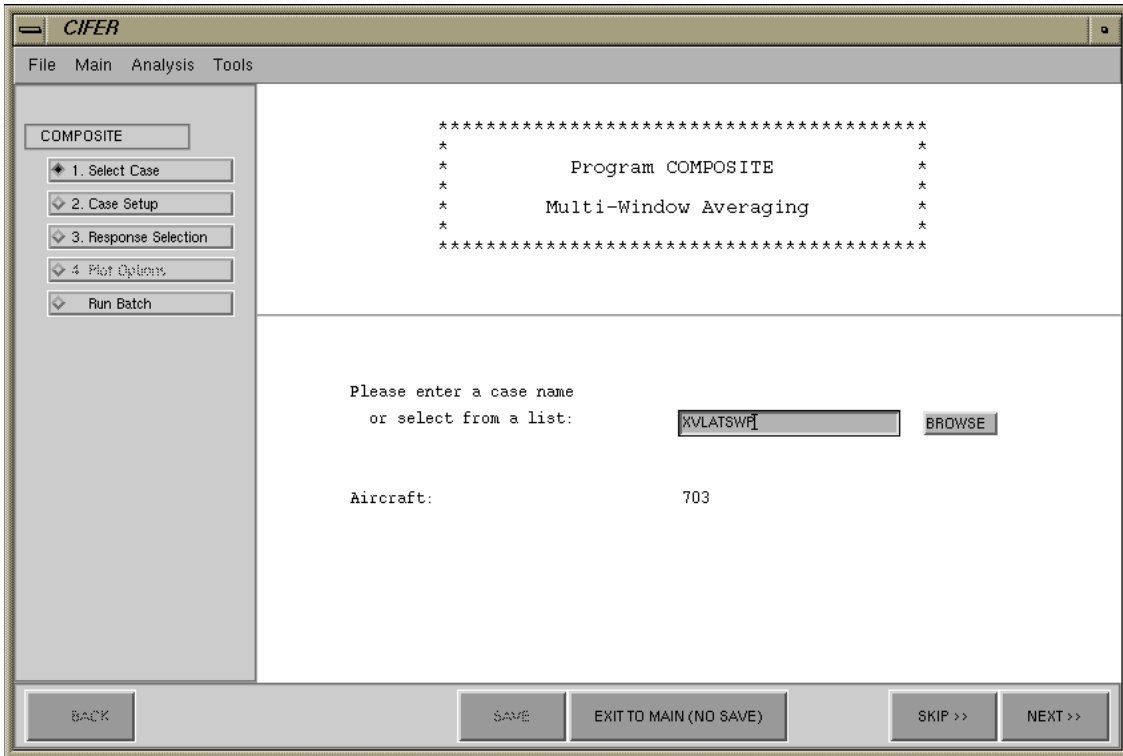 CIFER
File Main Analysis Tools
COMPOSITE
1. Select Case
2. Case Setup
3. Response Selection
4 Plot Options
Run Batch
*****************************************
* *
* Program COMPOSITE *
* *
* Multi-Window Averaging *
* *
*****************************************
Please enter a case name
or select from a list:
XVLATSWP
BROWSE
Aircraft: 703
BACK SAVE EXIT TO MAIN (NO SAVE) SKIP >> NEXT >>